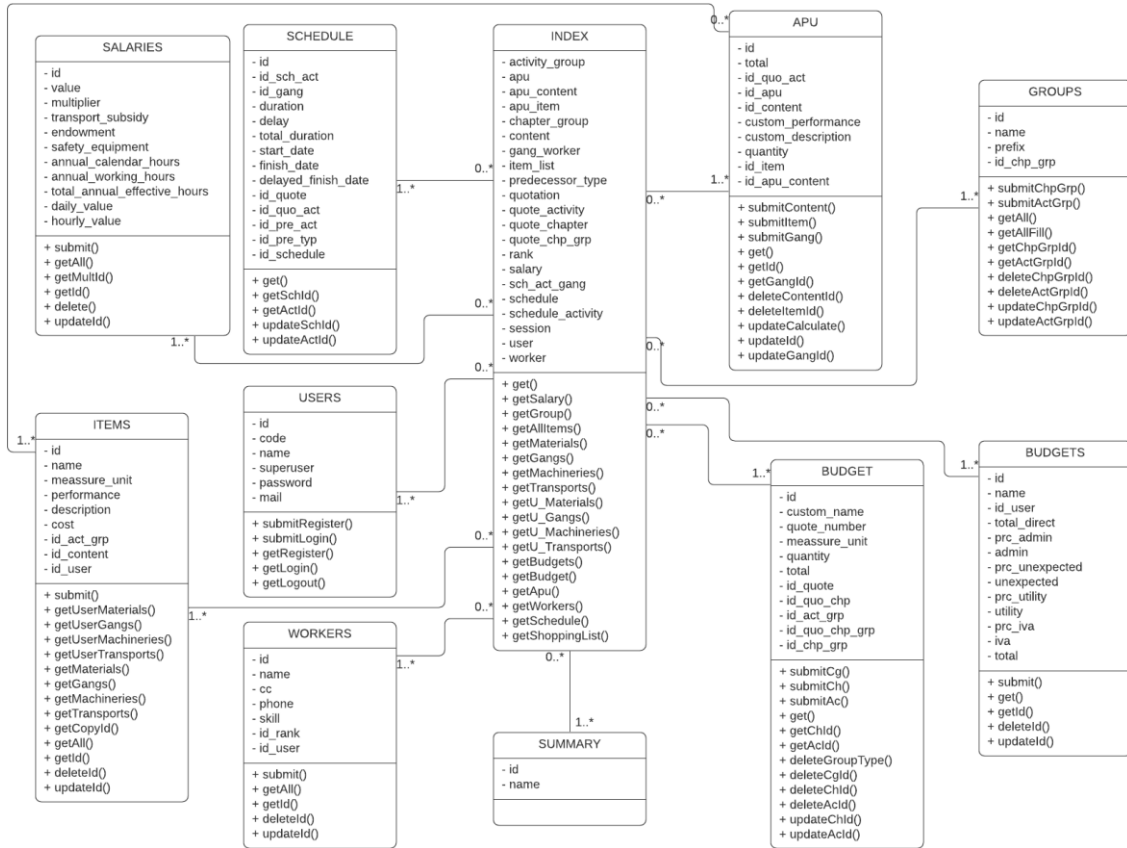 SALARIES
- id
- value
- multiplier
- transport_subsidy
- endowment
- safety_equipment
- annual_calendar_hours
- annual_working_hours
- total_annual_effective_hours
- daily_value
- hourly_value
+ submit()
+ getAll()
+ getMultId()
+ getId()
+ delete()
+ updateId()
1..*
SCHEDULE
- id
- id_sch_act
- id_gang
- duration
- delay
- total_duration
- start_date
- finish_date
- delayed_finish_date
- id_quote
- id_quo_act
- id_pre_act
- id_pre_typ
- id_schedule
+ get()
+ getSchId()
+ getActId()
+ updateSchId()
+ updateActId()
1..*
0..*
0..*
0..*
0..*
0..*
INDEX
- activity_group
- apu
- apu_content
- apu_item
- chapter_group
- content
- gang_worker
- item_list
- predecessor_type
- quotation
- quote_activity
- quote_chapter
- quote_chp_grp
- rank
- salary
- sch_act_gang
- schedule
- schedule_activity
- session
- user
- worker
+ get()
+ getSalary()
+ getGroup()
+ getAllItems()
+ getMaterials()
+ getGangs()
+ getMachineries()
+ getTransports()
+ getU_Materials()
+ getU_Gangs()
+ getU_Machineries()
+ getU_Transports()
+ getBudgets()
+ getBudget()
+ getApu()
+ getWorkers()
+ getSchedule()
+ getShoppingList()
0..*
0..*
0..*
0..*
0..*
0..*
1..*
APU
- id
- total
- id_quo_act
- id_apu
- id_content
- custom_performance
- custom_description
- quantity
- id_item
- id_apu_content
+ submitContent()
+ submitItem()
+ submitGang()
+ get()
+ getId()
+ getGangId()
+ deleteContentId()
+ deleteItemId()
+ updateCalculate()
+ updateId()
+ updateGangId()
1..*
GROUPS
- id
- name
- prefix
- id_chp_grp
+ submitChpGrp()
+ submitActGrp()
+ getAll()
+ getAllFill()
+ getChpGrpId()
+ getActGrpId()
+ deleteChpGrpId()
+ deleteActGrpId()
+ updateChpGrpId()
+ updateActGrpId()
1..*
ITEMS
- id
- name
- meassure_unit
- performance
- description
- cost
- id_act_grp
- id_content
- id_user
+ submit()
+ getUserMaterials()
+ getUserGangs()
+ getUserMachineries()
+ getUserTransports()
+ getMaterials()
+ getGangs()
+ getMachineries()
+ getTransports()
+ getCopyId()
+ getAll()
+ getId()
+ deleteId()
+ updateId()
1..*
USERS
- id
- code
- name
- superuser
- password
- mail
+ submitRegister()
+ submitLogin()
+ getRegister()
+ getLogin()
+ getLogout()
1..*
WORKERS
- id
- name
- cc
- phone
- skill
- id_rank
- id_user
+ submit()
+ getAll()
+ getId()
+ deleteId()
+ updateId()
1..*
1..*
SUMMARY
- id
- name
1..*
BUDGET
- id
- custom_name
- quote_number
- meassure_unit
- quantity
- total
- id_quote
- id_quo_chp
- id_act_grp
- id_quo_chp_grp
- id_chp_grp
+ submitCg()
+ submitCh()
+ submitAc()
+ get()
+ getChId()
+ getAcId()
+ deleteGroupType()
+ deleteCgId()
+ deleteChId()
+ deleteAcId()
+ updateChId()
+ updateAcId()
1..*
BUDGETS
- id
- name
- id_user
- total_direct
- prc_admin
- admin
- prc_unexpected
- unexpected
- prc_utility
- utility
- prc_iva
- iva
- total
+ submit()
+ get()
+ getId()
+ deleteId()
+ updateId()